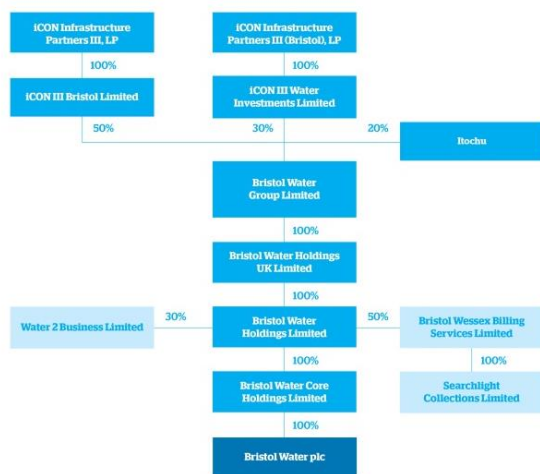 iCON Infrastructure
Partners III, LP
iCON Infrastructure
Partners III (Bristol), LP
100%
100%
iCON III Bristol Limited
iCON III Water
Investments Limited
50%
30%
20%
Itochu
Bristol Water
Group Limited
100%
Bristol Water Holdings
UK Limited
100%
Water 2 Business Limited
30%
Bristol Water
Holdings Limited
50%
Bristol Wessex Billing
Services Limited
100%
100%
Bristol Water Core
Holdings Limited
Searchlight
Collections Limited
100%
Bristol Water plc